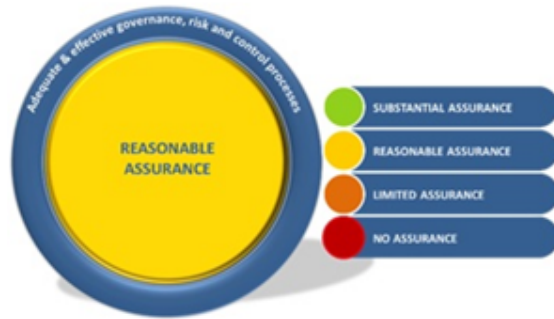 Adequate & effective governance, risk and control processes
REASONABLE
ASSURANCE
SUBSTANTIAL ASSURANCE
REASONABLE ASSURANCE
LIMITED ASSURANCE
NO ASSURANCE